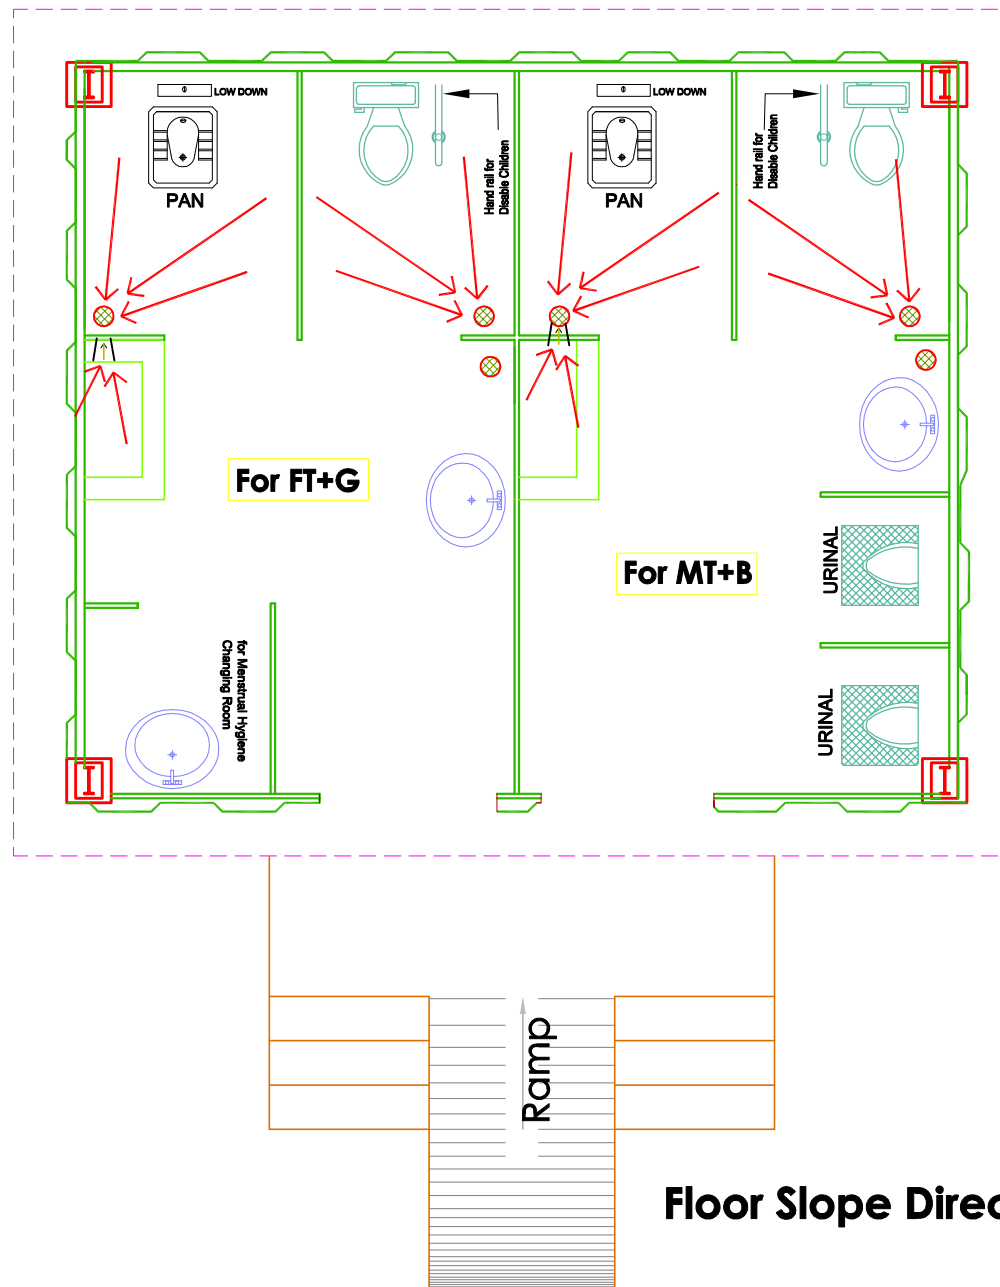 LOW DOWN
PAN
Hand rail for
Disable Children
LOW DOWN
PAN
Hand rail for
Disable Children
For FT+G
For MT+B
URINAL
URINAL
for Menstrual Hygiene
Changing Room
Ramp
Floor Slope Direc